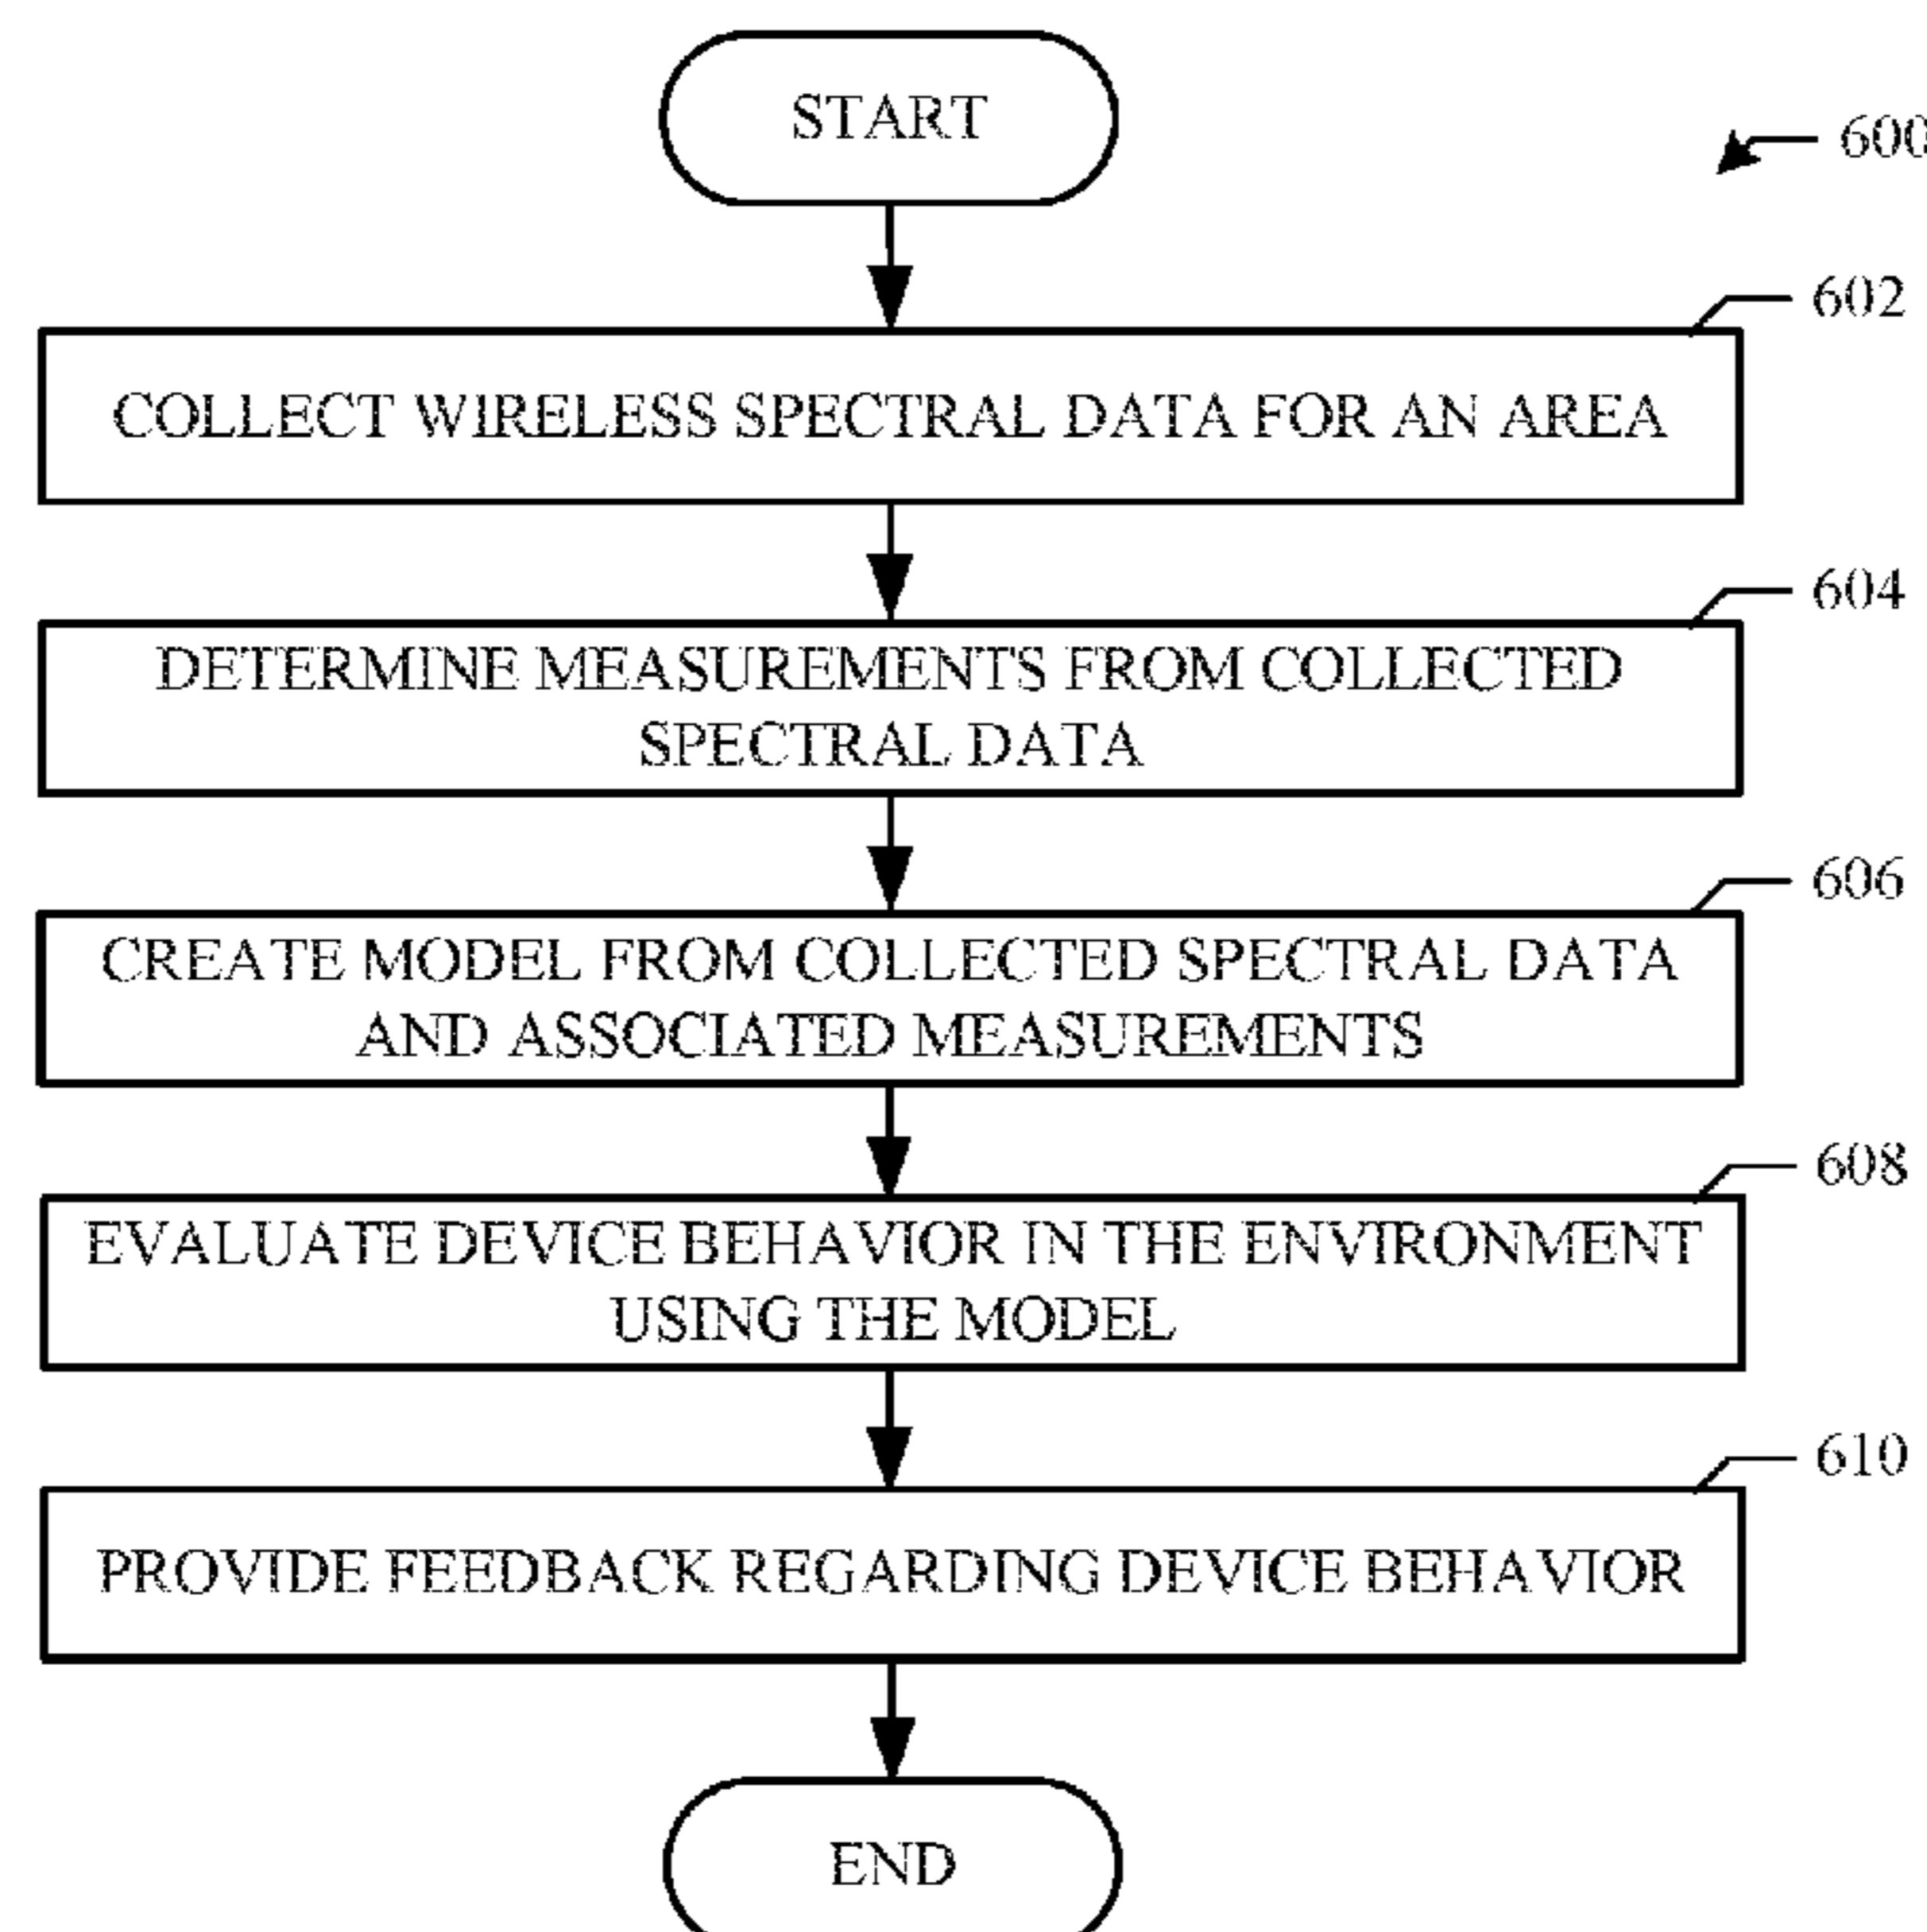 START
600
602
COLLECT WIRELESS SPECTRAL DATA FOR AN AREA
604
DETERMINE MEASUREMENTS FROM COLLECTED
SPECTRAL DATA
606
CREATE MODEL FROM COLLECTED SPECTRAL DATA
AND ASSOCIATED MEASUREMENTS
608
EVALUATE DEVICE BEHAVIOR IN THE ENVIRONMENT
USING THE MODEL
610
PROVIDE FEEDBACK REGARDING DEVICE BEHAVIOR
END